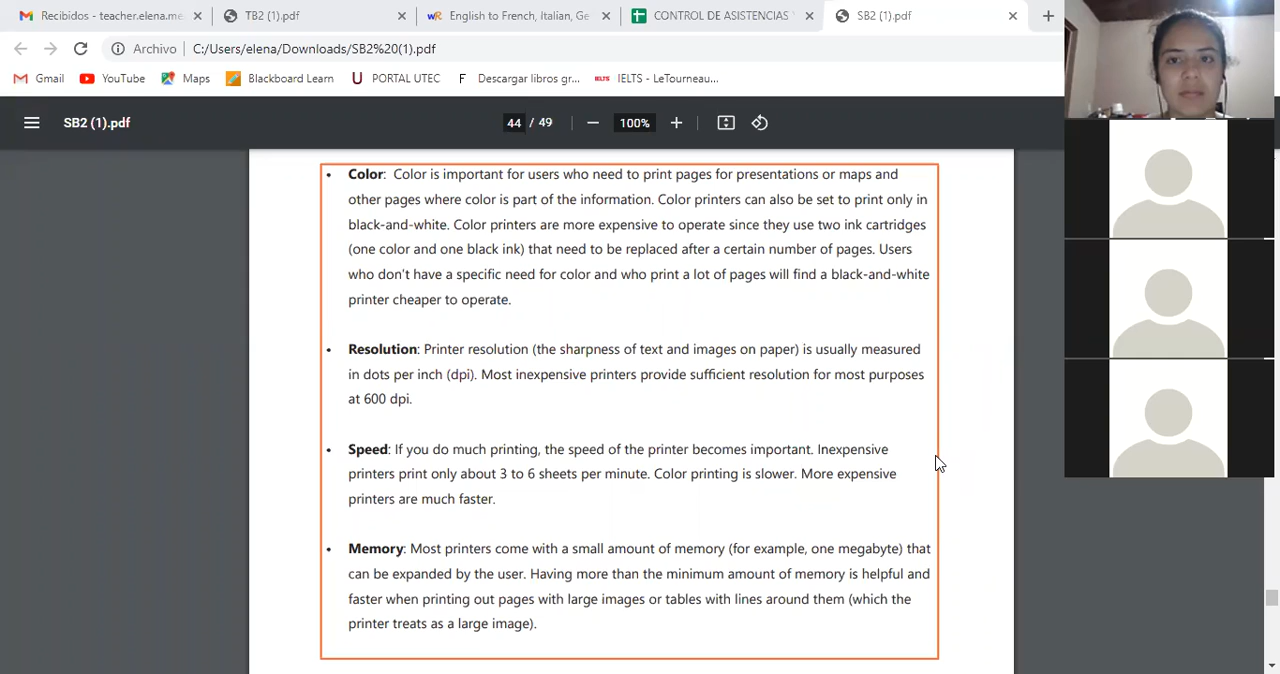 Recibidos - teacher.elena.me
TB2 (1).pdf
wR English to French, Italian, Ge
CONTROL DE ASISTENCIAS
SB2 (1).pdf
Archivo
C:/Users/elena/Downloads/SB2%20(1).pdf
Gmail
YouTube
Maps
Blackboard Learn
U PORTAL UTEC
F Descargar libros gr...
IELTS IELTS - LeTourneau...
SB2 (1).pdf
44 / 49
100%
• Color: Color is important for users who need to print pages for presentations or maps and
other pages where color is part of the information. Color printers can also be set to print only in
black-and-white. Color printers are more expensive to operate since they use two ink cartridges
(one color and one black ink) that need to be replaced after a certain number of pages. Users
who don't have a specific need for color and who print a lot of pages will find a black-and-white
printer cheaper to operate.
• Resolution: Printer resolution (the sharpness of text and images on paper) is usually measured
in dots per inch (dpi). Most inexpensive printers provide sufficient resolution for most purposes
at 600 dpi.
• Speed: If you do much printing, the speed of the printer becomes important. Inexpensive
printers print only about 3 to 6 sheets per minute. Color printing is slower. More expensive
printers are much faster.
• Memory: Most printers come with a small amount of memory (for example, one megabyte) that
can be expanded by the user. Having more than the minimum amount of memory is helpful and
faster when printing out pages with large images or tables with lines around them (which the
printer treats as a large image).